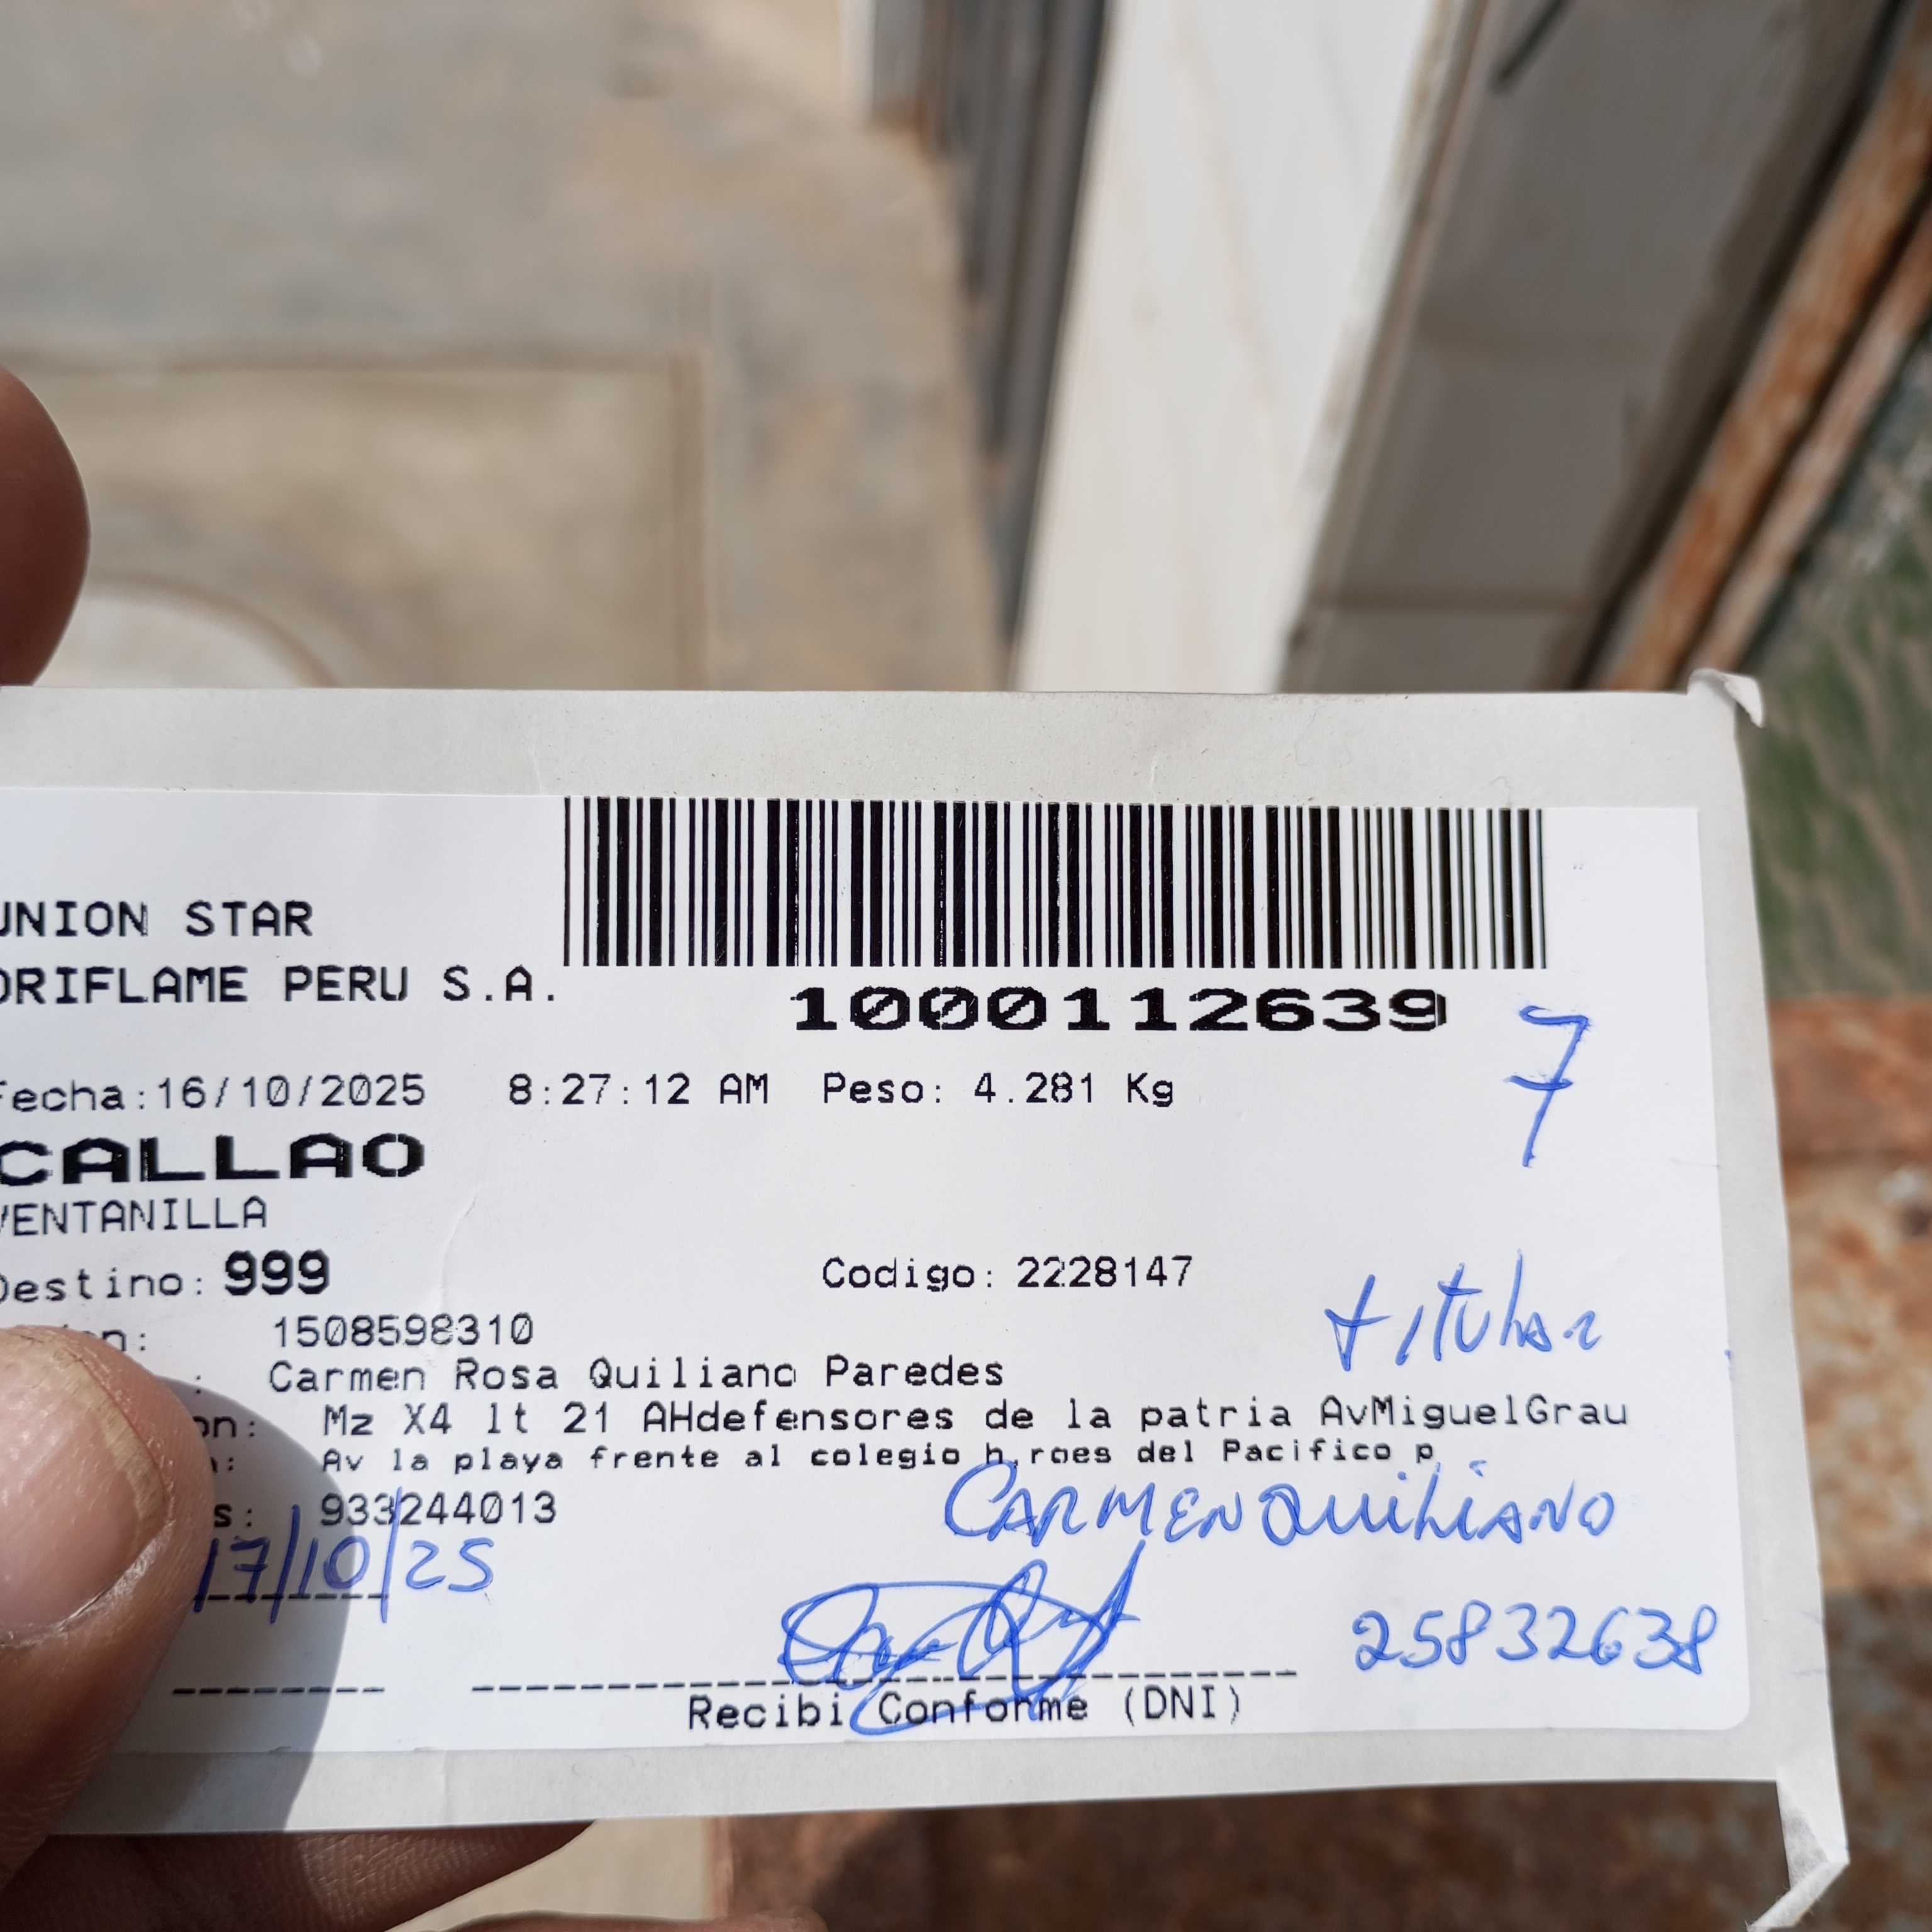 UNION STAR
ORIFLAME PERU S.A.
1000112639
7
Fecha:16/10/2025 8:27:12 AM Peso: 4.281 Kg
CALLAO
VENTANILLA
Destino: 999 Codigo: 2228147
titular
n: 1508598310
: Carmen Rosa Quiliano Paredes
on: Mz X4 lt 21 AHdefensores de la patria AvMiguelGrau
: Av la playa frente al colegio h,roes del Pacifico p
s: 933244013
CARMEN QUILIANO
17/10/25
25832638
Recibi Conforme (DNI)